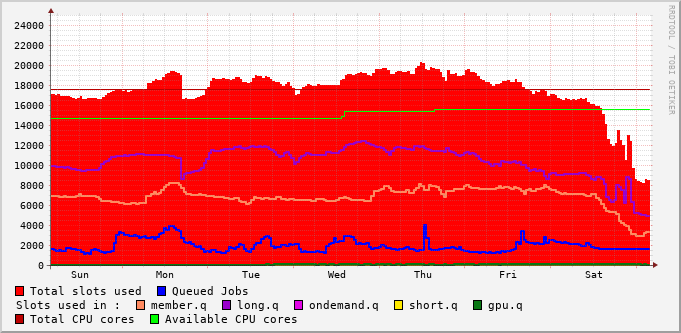 24000
22000
20000
18000
16000
14000
12000
10000
8000
6000
4000
2000
0
Sun Mon Tue Wed Thu Fri Sat
RRDTOOL / TOBI OETIKER
Total slots used Queued Jobs
Slots used in : member.q long.q ondemand.q short.q gpu.q
Total CPU cores Available CPU cores